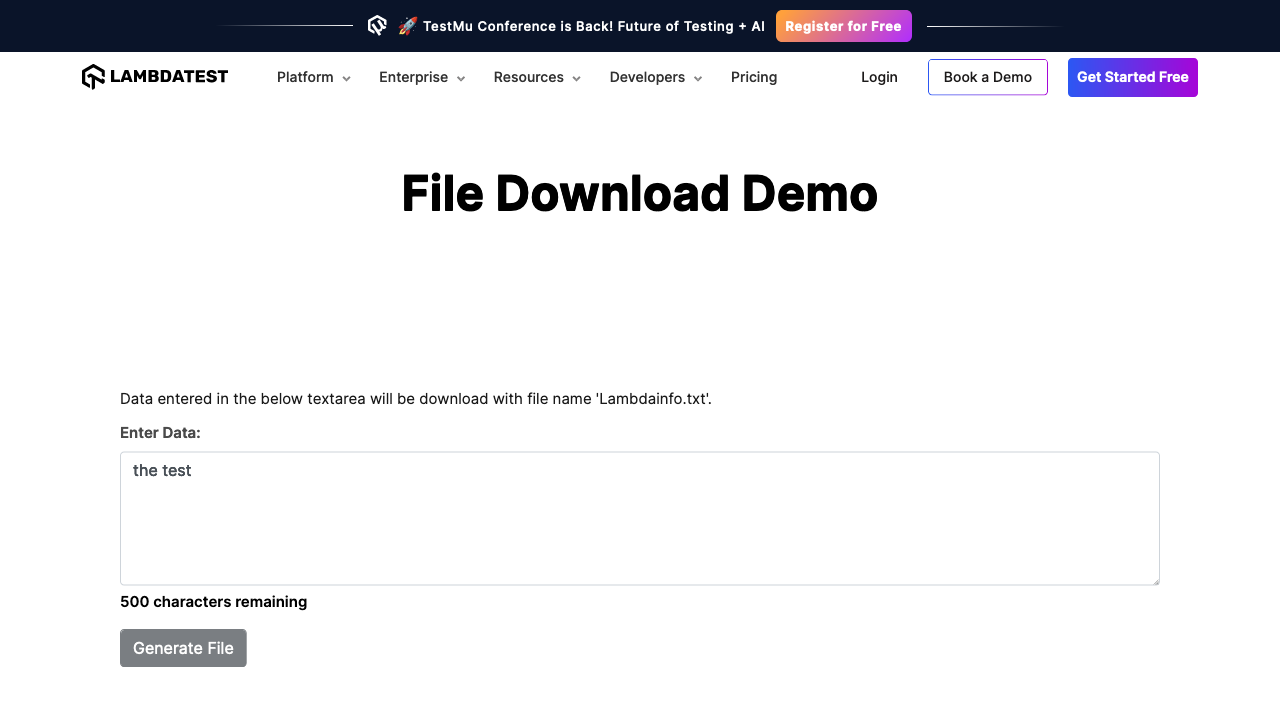 🚀 TestMu Conference is Back! Future of Testing + AI Register for Free
LAMBDATEST Platform Enterprise Resources Developers Pricing Login Book a Demo Get Started Free
File Download Demo
Data entered in the below textarea will be download with file name 'Lambdainfo.txt'.
Enter Data:
the test
500 characters remaining
Generate File